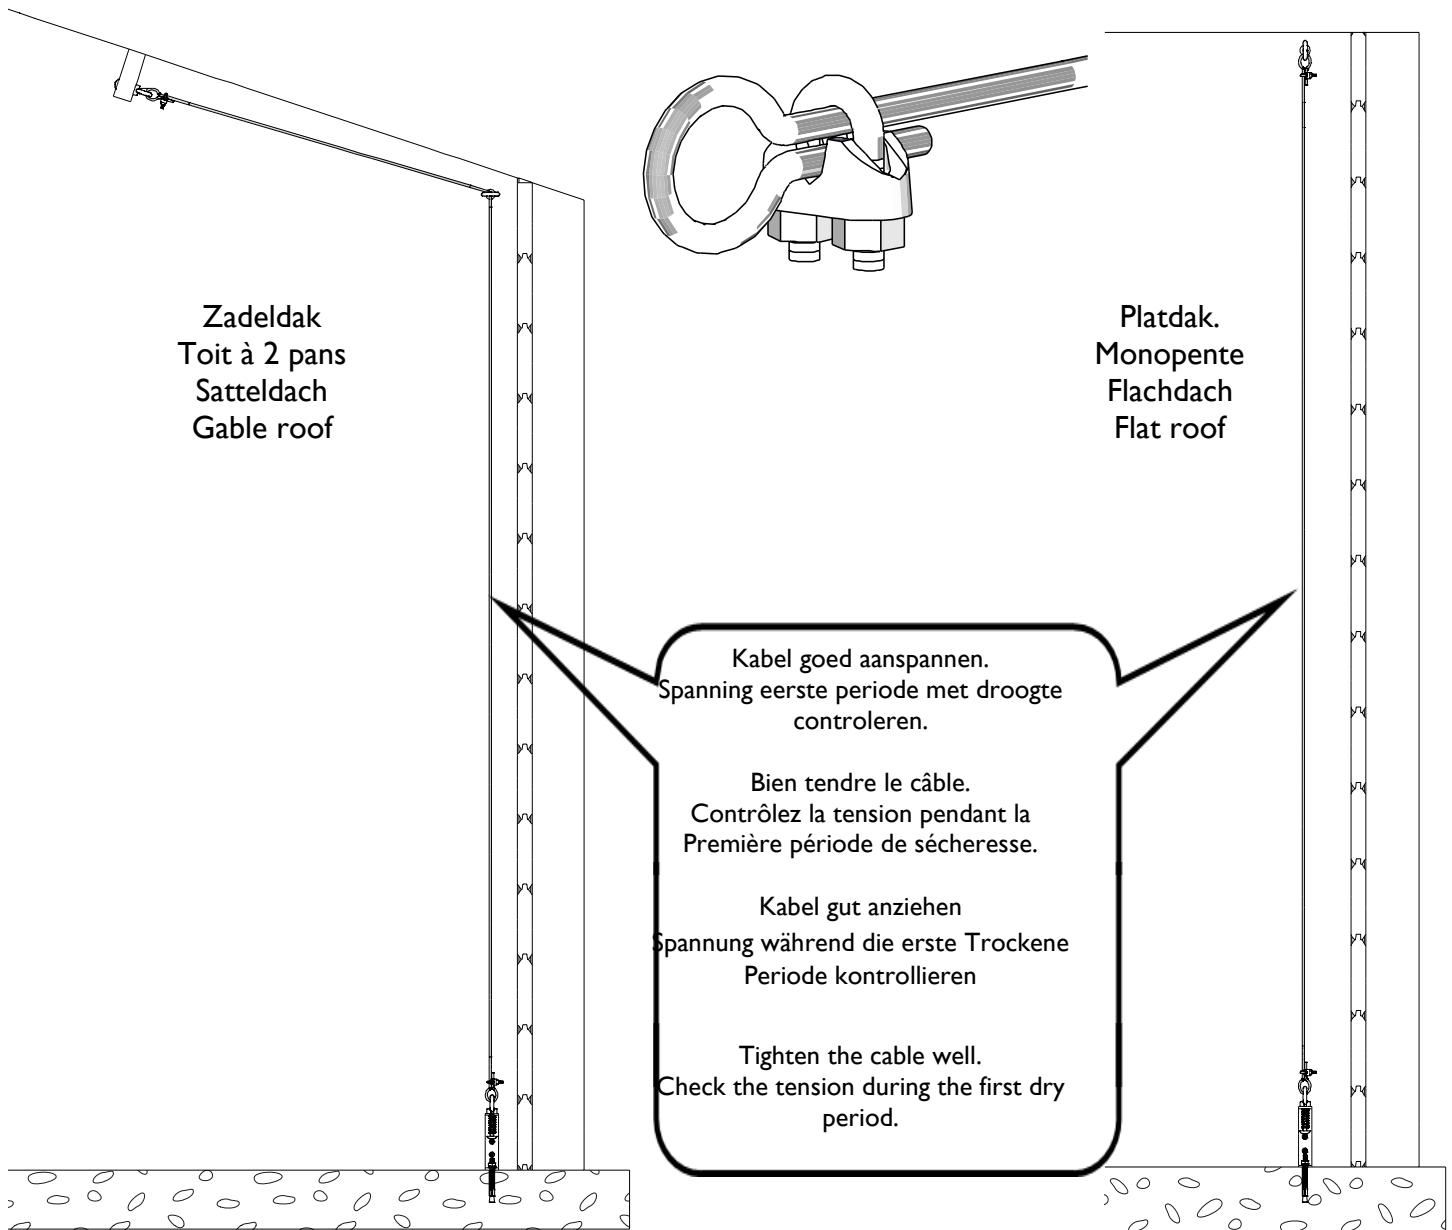 Zadeldak
Toit à 2 pans
Satteldach
Gable roof
Platdak.
Monopente
Flachdach
Flat roof
Kabel goed aanspannen.
Spanning eerste periode met droogte
controleren.
Bien tendre le câble.
Contrôlez la tension pendant la
Première période de sécheresse.
Kabel gut anziehen
Spannung während die erste Trockene
Periode kontrollieren
Tighten the cable well.
Check the tension during the first dry
period.